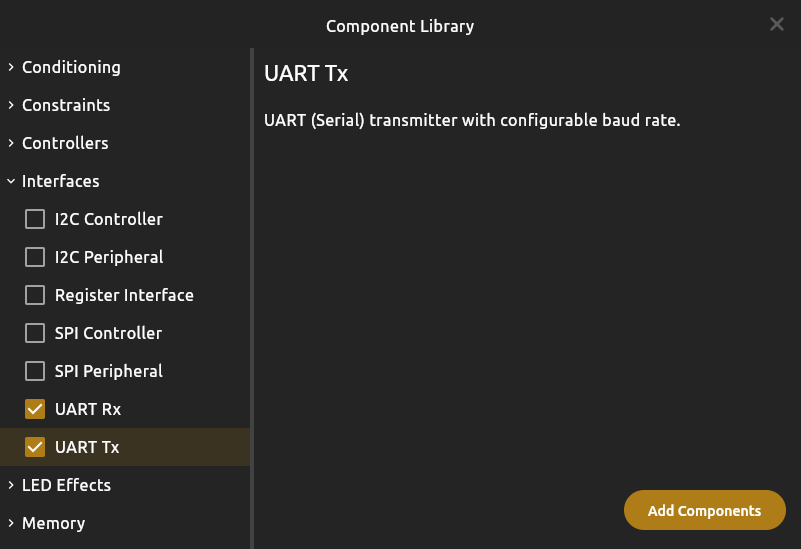 Component Library
Conditioning
Constraints
Controllers
Interfaces
I2C Controller
I2C Peripheral
Register Interface
SPI Controller
SPI Peripheral
UART Rx
UART Tx
LED Effects
Memory
UART Tx
UART (Serial) transmitter with configurable baud rate.
Add Components